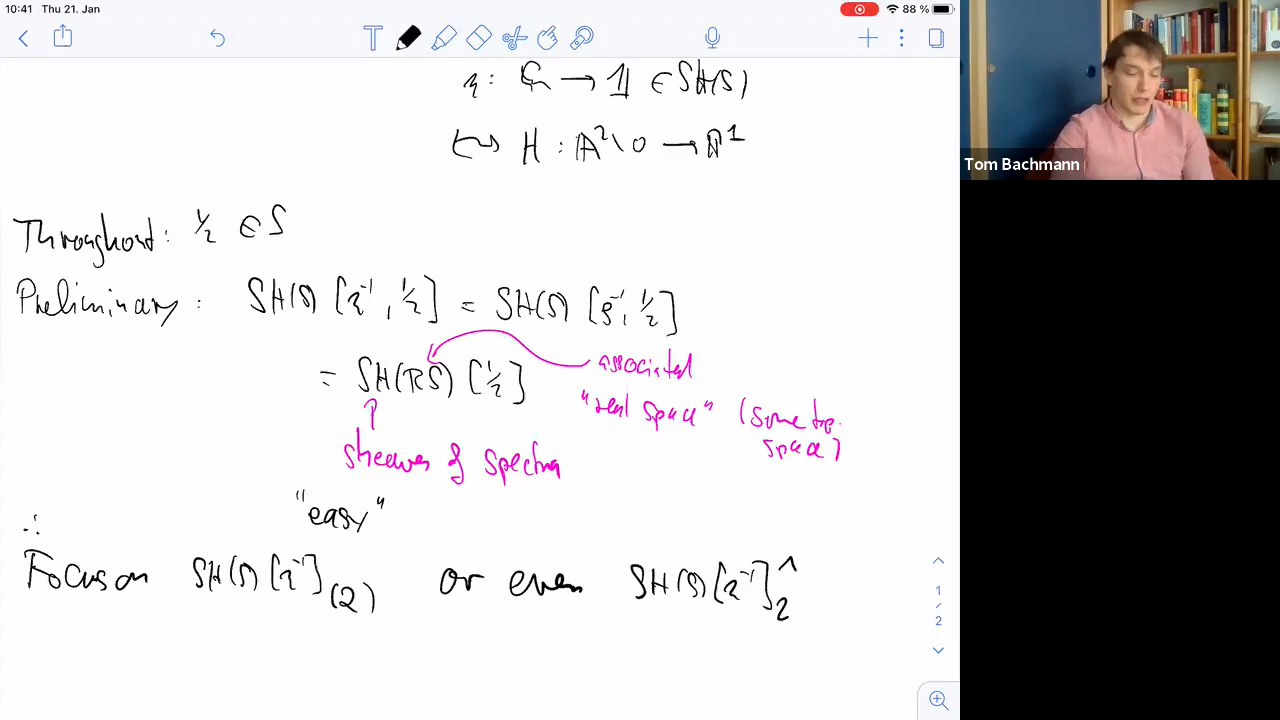 10:41 Thu 21. Jan 88 %
η: 𝔾ₘ → 𝟙 ∈ SH(S)
↔ H : 𝔸²∖0 → ℙ¹
Tom Bachmann
Throughout: 1/2 ∈ S
Preliminary: SH(S)[η⁻¹, 1/2] = SH(S)[ρ⁻¹, 1/2]
= SH(RS)[1/2]
associated
"real space" (some top.
space)
sheaves of spectra
"easy"
∴
Focus on SH(S)[η⁻¹]₍₂₎ or even SH(S)[η⁻¹]₂^
1
/
2